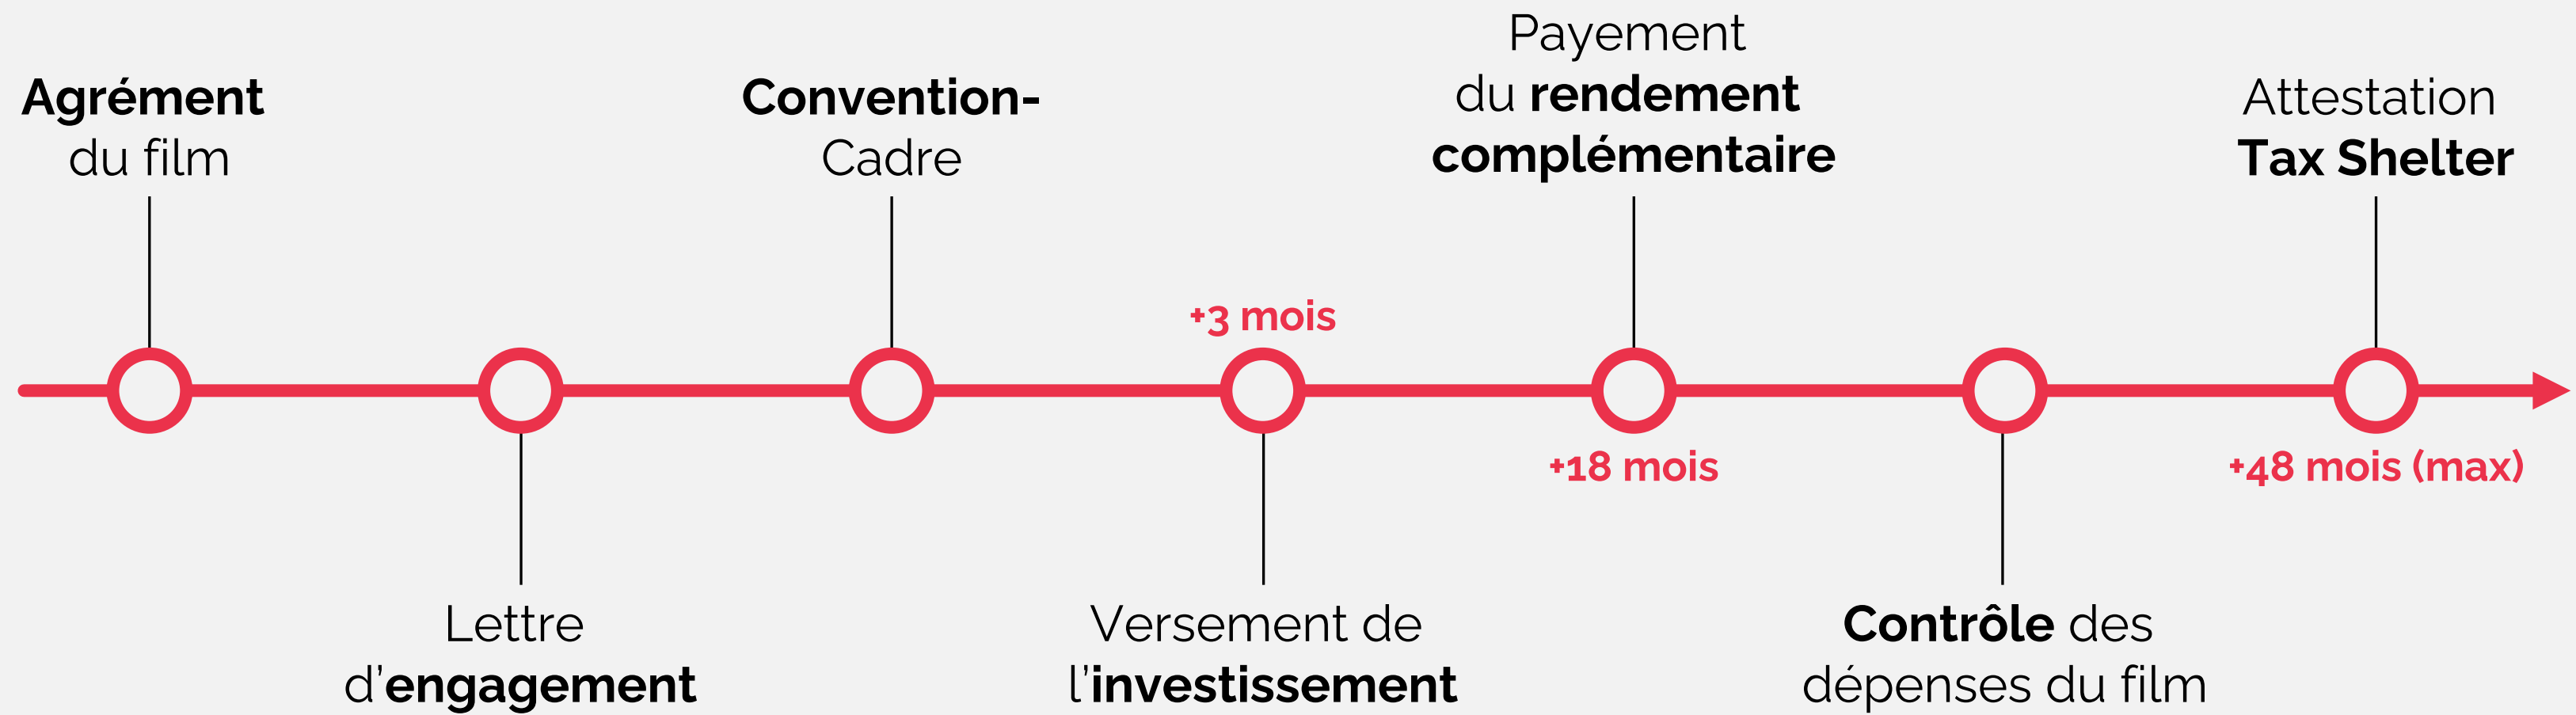 Agrément
du film
Lettre
d'engagement
Convention-
Cadre
+3 mois
Versement de
l'investissement
Payement
du rendement
complémentaire
+18 mois
Contrôle des
dépenses du film
Attestation
Tax Shelter
+48 mois (max)